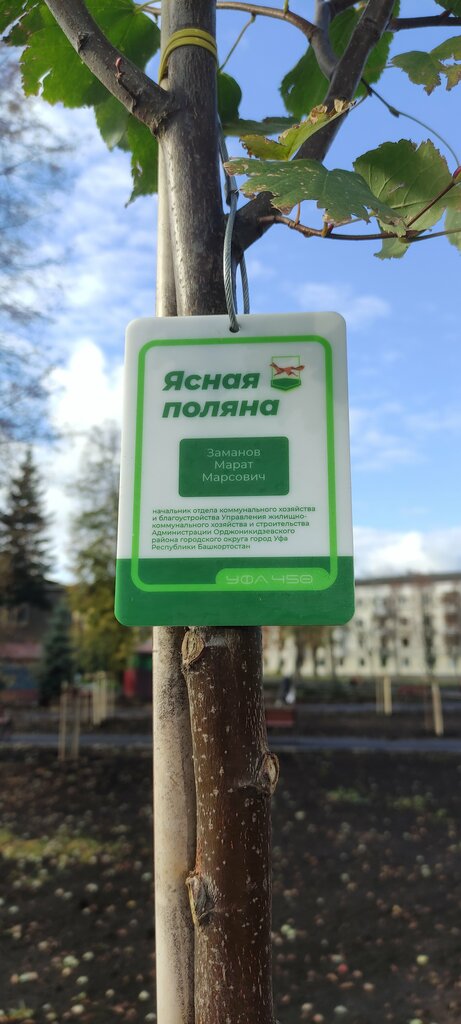 Ясная
поляна
Заманов
Марат
Марсович
начальник отдела коммунального хозяйства
и благоустройства Управления жилищно-
коммунального хозяйства и строительства
Администрации Орджоникидзевского
района городского округа город Уфа
Республики Башкортостан
УФА 450